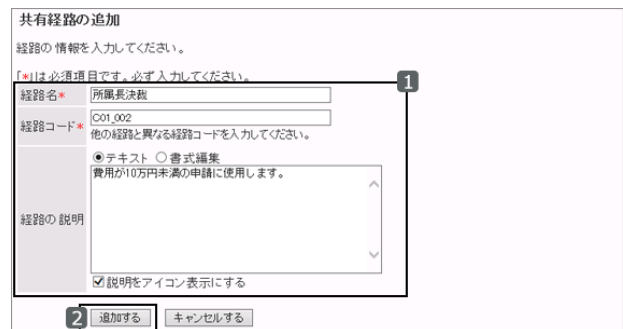 共有経路の追加
経路の情報を入力してください。
「*」は必須項目です。必ず入力してください。
1
経路名* 所属長決裁
経路コード* C01_002
他の経路と異なる経路コードを入力してください。
テキスト 書式編集
経路の説明 費用が10万円未満の申請に使用します。
説明をアイコン表示にする
2 追加する キャンセルする